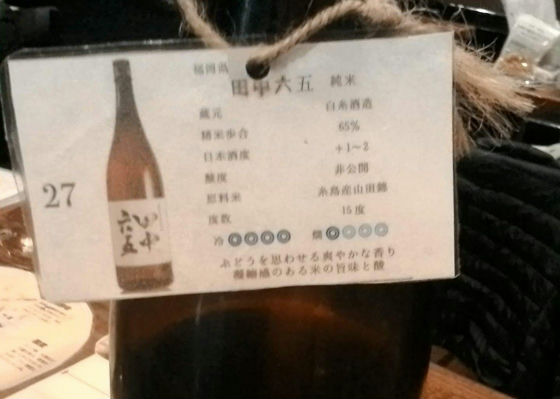 福岡県
田中六五 純米
蔵元 白糸酒造
精米歩合 65%
日本酒度 +1~2
酸度 非公開
原料米 糸島産山田錦
度数 15度
冷 ◎◎◎◎ 燗 ◎◎◎◎
ぶどうを思わせる爽やかな香り
凝縮感のある米の旨味と酸
27
田中
六五